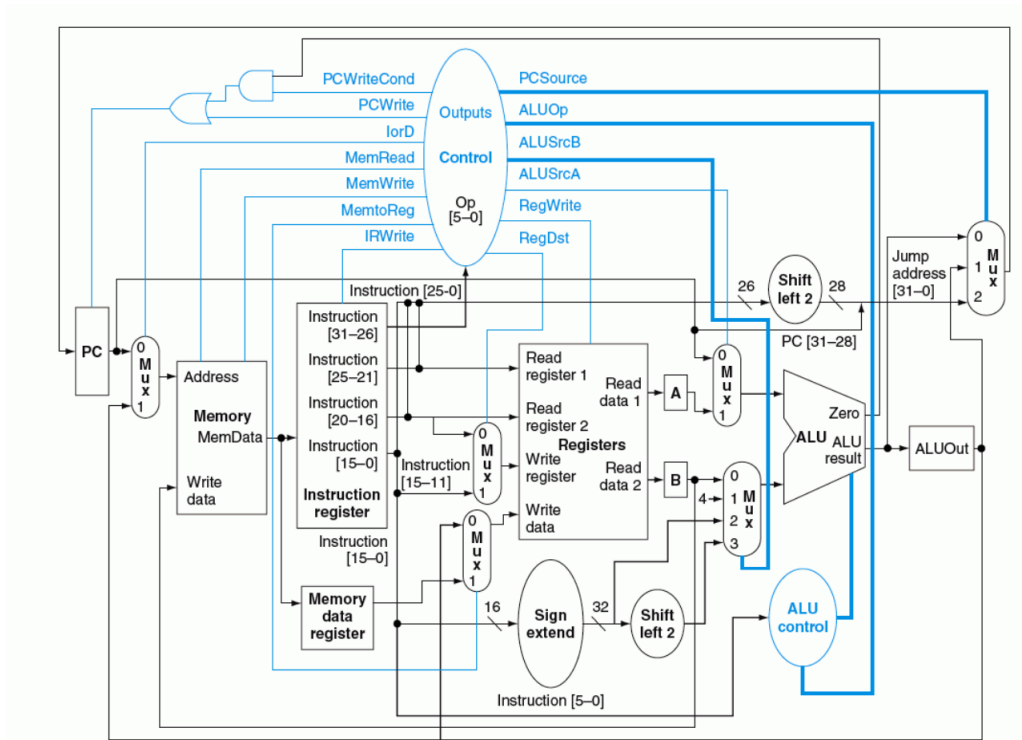 PCWriteCond
PCWrite
IorD
MemRead
MemWrite
MemtoReg
IRWrite
Outputs
Control
Op
[5–0]
PCSource
ALUOp
ALUSrcB
ALUSrcA
RegWrite
RegDst
PC
0
M
u
x
1
Address
Memory
MemData
Write
data
Instruction [25-0]
Instruction
[31–26]
Instruction
[25–21]
Instruction
[20–16]
Instruction
[15–0]
Instruction
register
Instruction
[15–0]
Instruction
[15–11]
Memory
data
register
0
M
u
x
1
0
M
u
x
1
Read
register 1
Read
register 2
Registers
Write
register
Write
data
Read
data 1
Read
data 2
A
B
16
Sign
extend
32
Shift
left 2
Instruction [5–0]
0
M
u
x
1
4
0
1
2
3
M
u
x
26
Shift
left 2
28
Jump
address
[31–0]
PC [31–28]
Zero
ALU
ALU
result
ALUOut
0
1
2
M
u
x
ALU
control